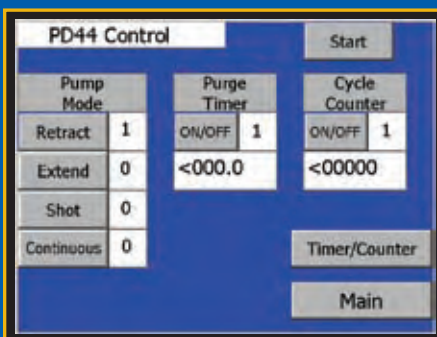 PD44 Control
Start
Pump
Mode
Purge
Timer
Cycle
Counter
Retract 1
ON/OFF 1
ON/OFF 1
Extend 0
<000.0
<00000
Shot 0
Continuous 0
Timer/Counter
Main